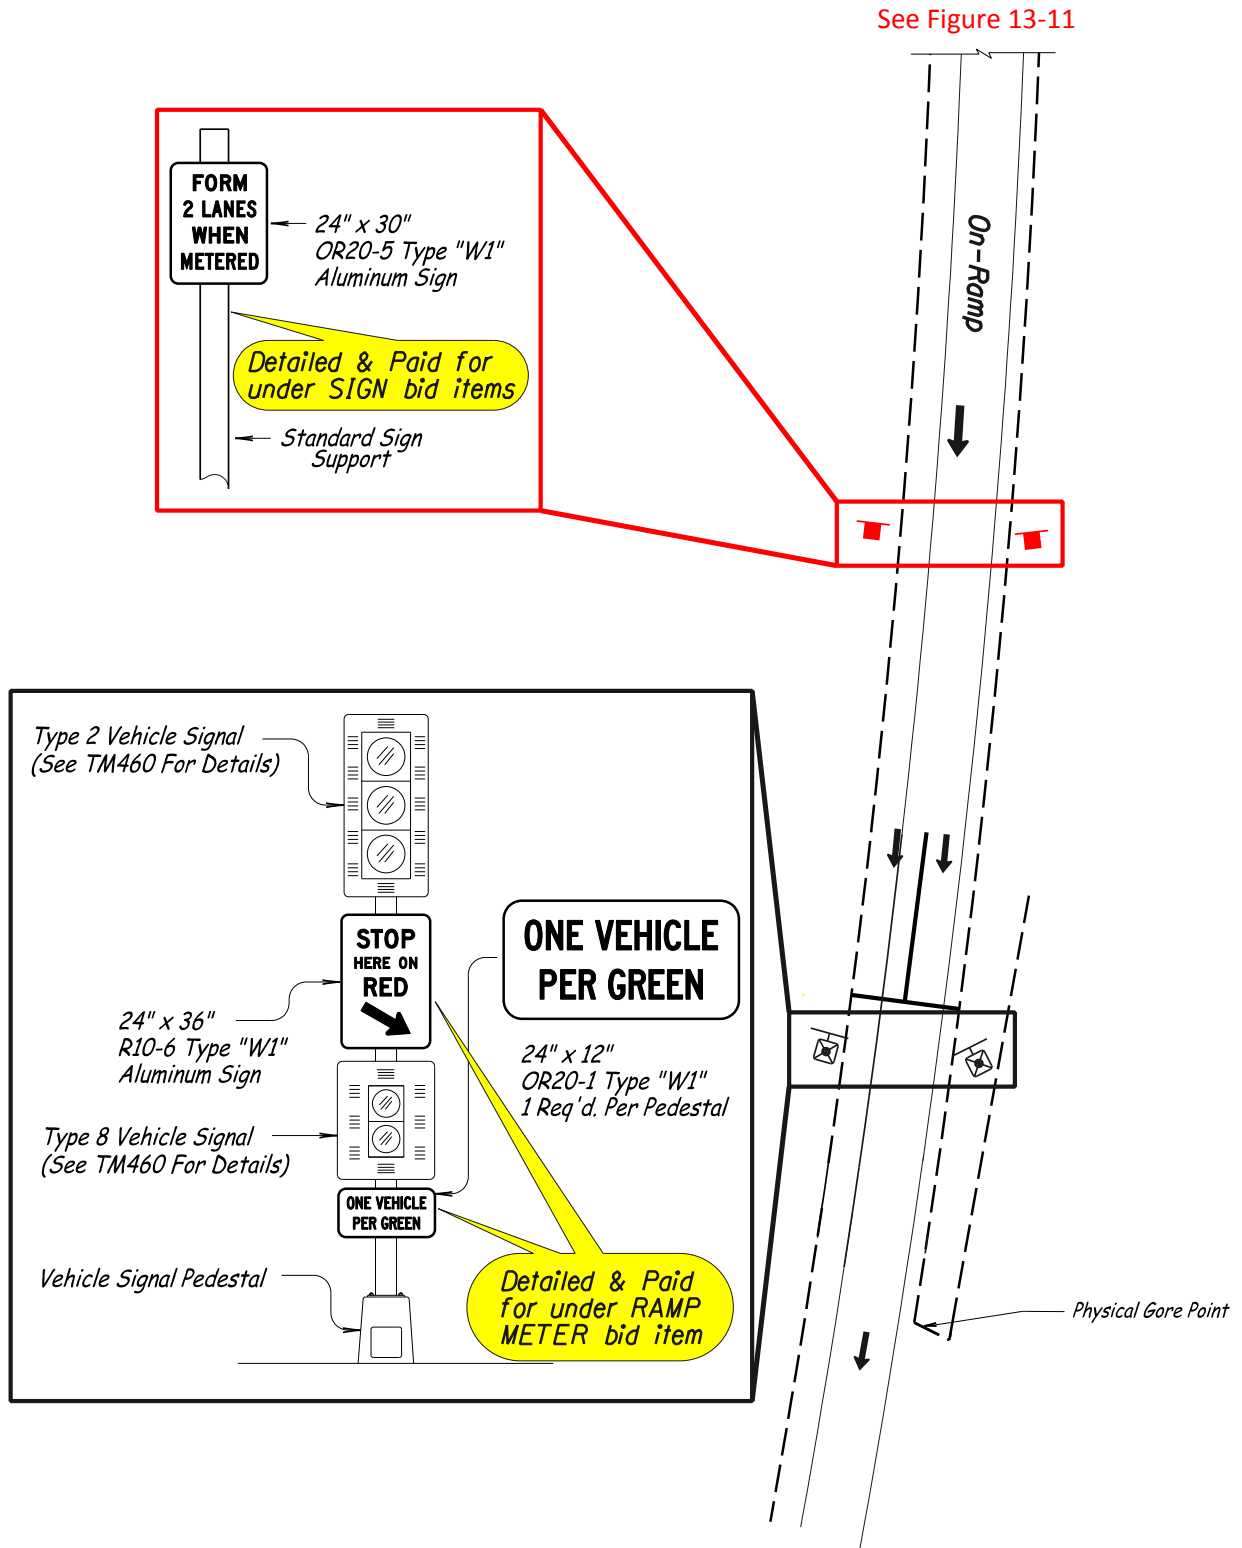 See Figure 13-11
FORM
2 LANES
WHEN
METERED
24" x 30"
OR20-5 Type "W1"
Aluminum Sign
Detailed & Paid for
under SIGN bid items
Standard Sign
Support
On-Ramp
Type 2 Vehicle Signal
(See TM460 For Details)
STOP
HERE ON
RED
ONE VEHICLE
PER GREEN
24" x 36"
R10-6 Type "W1"
Aluminum Sign
24" x 12"
OR20-1 Type "W1"
1 Req'd. Per Pedestal
Type 8 Vehicle Signal
(See TM460 For Details)
ONE VEHICLE
PER GREEN
Vehicle Signal Pedestal
Detailed & Paid
for under RAMP
METER bid item
Physical Gore Point